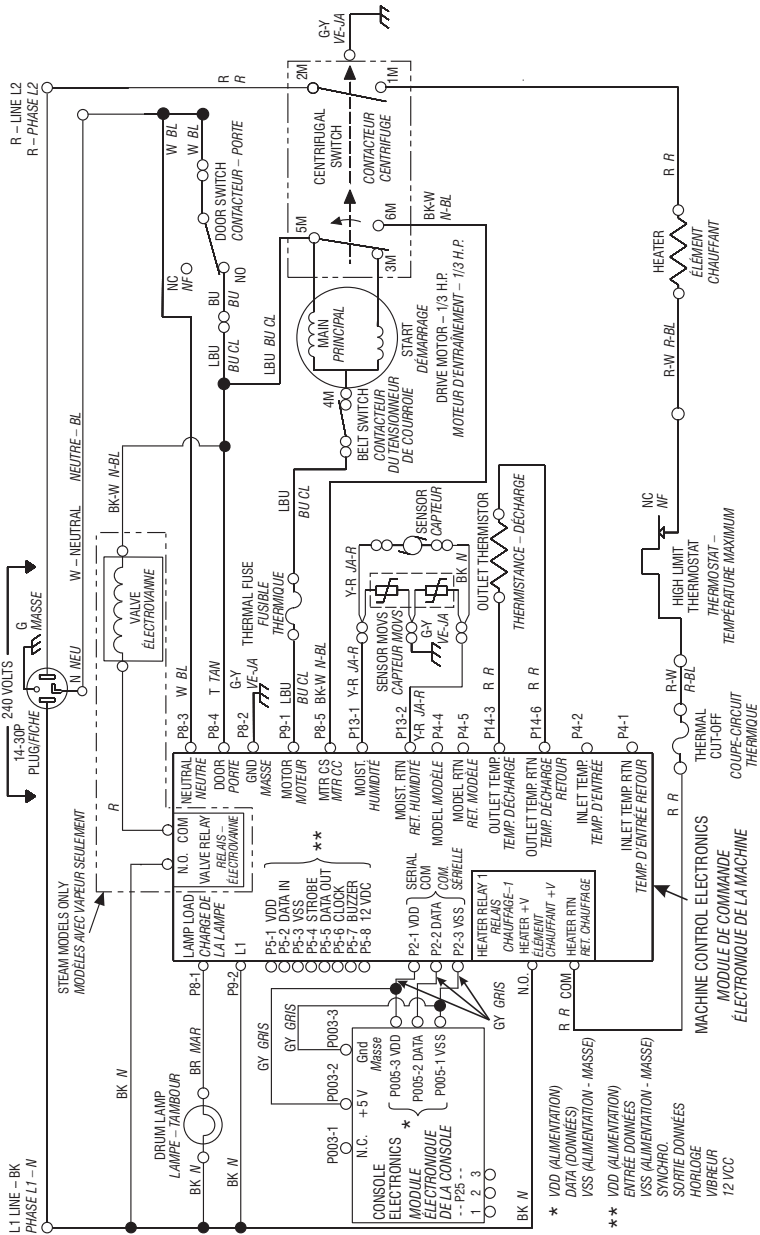 L1 LINE – BK
PHASE L1 – N
240 VOLTS
14-30P
PLUG/FICHE
G
MASSE
N NEU
W – NEUTRAL
NEUTRE – BL
R – LINE L2
R – PHASE L2
STEAM MODELS ONLY
MODÈLES AVEC VAPEUR SEULEMENT
R
VALVE
ÉLECTROVANNE
BK-W N-BL
W BL
W BL
DOOR SWITCH
CONTACTEUR – PORTE
NC
NF
NO
BU
BU
LBU
BU CL
R
R
BK N
BK N
DRUM LAMP
LAMPE – TAMBOUR
BR MAR
P8-1
P9-2
LAMP LOAD
CHARGE DE
LA LAMPE
L1
N.O. COM
VALVE RELAY
RELAIS –
ÉLECTROVANNE
NEUTRAL
NEUTRE
P8-3 W BL
DOOR
PORTE
P8-4 T TAN
GND
MASSE
P8-2
G-Y
VE-JA
MOTOR
MOTEUR
P9-1 LBU
BU CL
THERMAL FUSE
FUSIBLE
THERMIQUE
LBU
BU CL
MTR CS
MTR CC
P8-5 BK-W N-BL
MOIST.
HUMIDITÉ
P13-1 Y-R JA-R
Y-R JA-R
MOIST. RTN
RET. HUMIDITÉ
P13-2
Y-R JA-R
SENSOR MOVS
CAPTEUR MOVS
G-Y
VE-JA
SENSOR
CAPTEUR
BK N
MODEL MODÈLE
P4-4
MODEL RTN
RET. MODÈLE
P4-5
OUTLET TEMP.
TEMP. DÉCHARGE
P14-3 R R
OUTLET TEMP. RTN
TEMP. DÉCHARGE
RETOUR
P14-6 R R
OUTLET THERMISTOR
THERMISTANCE – DÉCHARGE
INLET TEMP.
TEMP. D'ENTRÉE
P4-2
INLET TEMP. RTN
TEMP. D'ENTRÉE RETOUR
P4-1
LBU BU CL
4M
BELT SWITCH
CONTACTEUR
DU TENSIONNEUR
DE COURROIE
MAIN
PRINCIPAL
START
DÉMARRAGE
DRIVE MOTOR – 1/3 H.P.
MOTEUR D'ENTRAÎNEMENT – 1/3 H.P.
5M
3M
6M
BK-W
N-BL
2M
1M
CENTRIFUGAL
SWITCH
CONTACTEUR
CENTRIFUGE
G-Y
VE-JA
**
P5-1 VDD
P5-2 DATA IN
P5-3 VSS
P5-4 STROBE
P5-5 DATA OUT
P5-6 CLOCK
P5-7 BUZZER
P5-8 12 VDC
P2-1 VDD
P2-2 DATA
P2-3 VSS
SERIAL
COM
COM.
SÉRIELLE
GY GRIS
GY GRIS
GY GRIS
P003-1
P003-2
P003-3
N.C.
+5 V
Gnd
Masse
*
P005-3 VDD
P005-2 DATA
P005-1 VSS
CONSOLE
ELECTRONICS
MODULE
ÉLECTRONIQUE
DE LA CONSOLE
- - P25 - -
1 2 3
HEATER RELAY 1
RELAIS
CHAUFFAGE–1
HEATER +V
ÉLÉMENT
CHAUFFANT +V
HEATER RTN
RET. CHAUFFAGE
N.O.
COM
BK N
R R
MACHINE CONTROL ELECTRONICS
MODULE DE COMMANDE
ÉLECTRONIQUE DE LA MACHINE
R R
THERMAL
CUT-OFF
COUPE-CIRCUIT
THERMIQUE
R-W
R-BL
HIGH LIMIT
THERMOSTAT
THERMOSTAT –
TEMPÉRATURE MAXIMUM
NC
NF
R-W R-BL
HEATER
ÉLÉMENT
CHAUFFANT
R R
* VDD (ALIMENTATION)
DATA (DONNÉES)
VSS (ALIMENTATION - MASSE)
** VDD (ALIMENTATION)
ENTRÉE DONNÉES
VSS (ALIMENTATION - MASSE)
SYNCHRO.
SORTIE DONNÉES
HORLOGE
VIBREUR
12 VCC